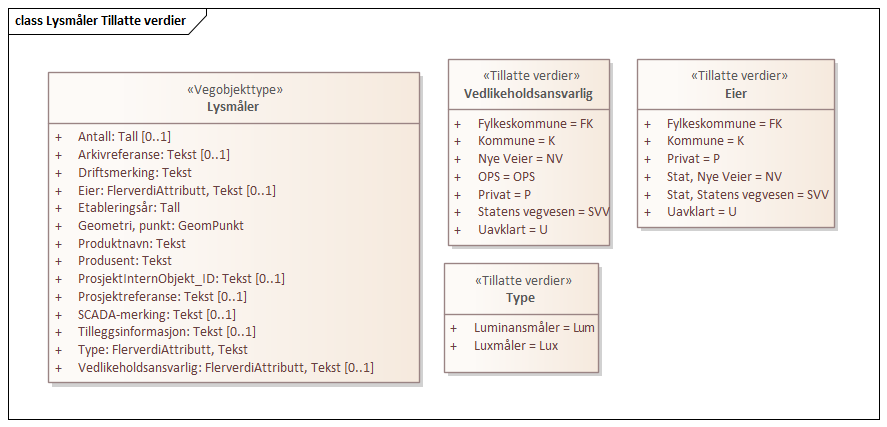 class Lysmåler Tillatte verdier
«Vegobjekttype»
Lysmåler
+ Antall: Tall [0..1]
+ Arkivreferanse: Tekst [0..1]
+ Driftsmerking: Tekst
+ Eier: FlerverdiAttributt, Tekst [0..1]
+ Etableringsår: Tall
+ Geometri, punkt: GeomPunkt
+ Produktnavn: Tekst
+ Produsent: Tekst
+ ProsjektInternObjekt_ID: Tekst [0..1]
+ Prosjektreferanse: Tekst [0..1]
+ SCADA-merking: Tekst [0..1]
+ Tilleggsinformasjon: Tekst [0..1]
+ Type: FlerverdiAttributt, Tekst
+ Vedlikeholdsansvarlig: FlerverdiAttributt, Tekst [0..1]
«Tillatte verdier»
Vedlikeholdsansvarlig
+ Fylkeskommune = FK
+ Kommune = K
+ Nye Veier = NV
+ OPS = OPS
+ Privat = P
+ Statens vegvesen = SVV
+ Uavklart = U
«Tillatte verdier»
Eier
+ Fylkeskommune = FK
+ Kommune = K
+ Privat = P
+ Stat, Nye Veier = NV
+ Stat, Statens vegvesen = SVV
+ Uavklart = U
«Tillatte verdier»
Type
+ Luminansmåler = Lum
+ Luxmåler = Lux